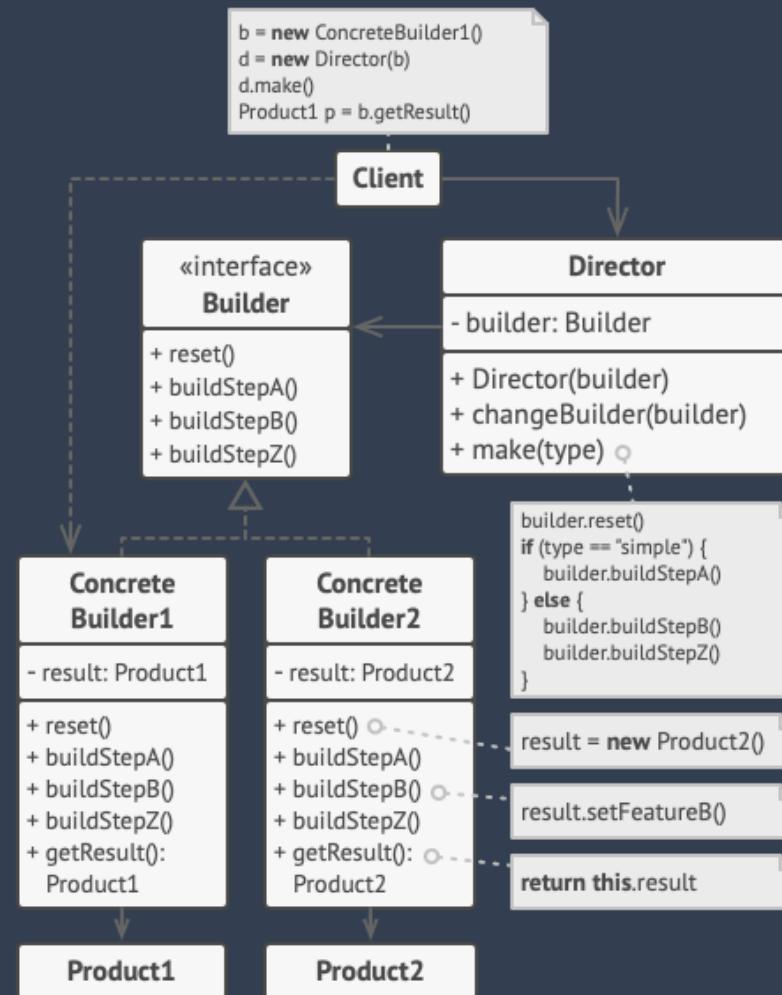 b = new ConcreteBuilder1()
d = new Director(b)
d.make()
Product1 p = b.getResult()
Client
«interface»
Builder
+ reset()
+ buildStepA()
+ buildStepB()
+ buildStepZ()
Director
- builder: Builder
+ Director(builder)
+ changeBuilder(builder)
+ make(type)
builder.reset()
if (type == "simple") {
builder.buildStepA()
} else {
builder.buildStepB()
builder.buildStepZ()
}
Concrete
Builder1
- result: Product1
+ reset()
+ buildStepA()
+ buildStepB()
+ buildStepZ()
+ getResult():
Product1
Concrete
Builder2
- result: Product2
+ reset()
+ buildStepA()
+ buildStepB()
+ buildStepZ()
+ getResult():
Product2
result = new Product2()
result.setFeatureB()
return this.result
Product1
Product2